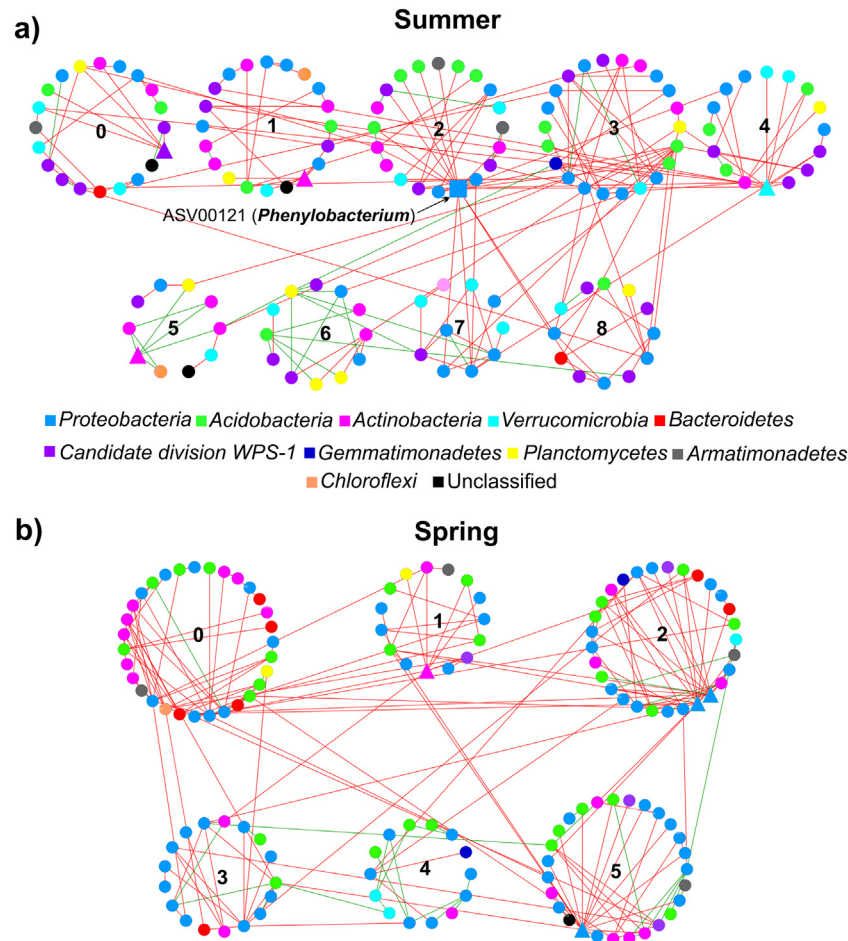 Summer
a)
0
1
2
3
4
ASV00121 (Phenylobacterium)
5
6
7
8
Proteobacteria Acidobacteria Actinobacteria Verrucomicrobia Bacteroidetes
Candidate division WPS-1 Gemmatimonadetes Planctomycetes Armatimonadetes
Chloroflexi Unclassified
b)
Spring
0
1
2
3
4
5